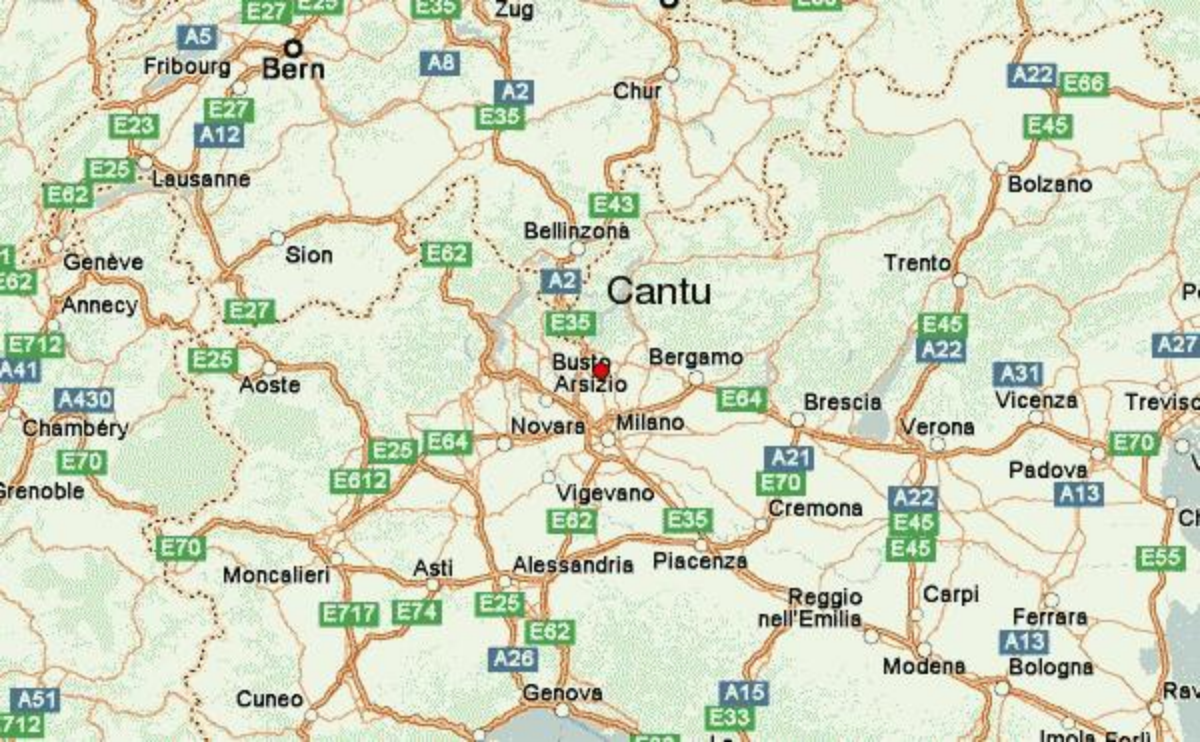 E27
E25
E35
Zug
A5
Fribourg
Bern
A8
A2
Chur
A22
E66
E27
E35
E23
A12
E45
E25
Lausanne
E62
E43
Bolzano
Bellinzona
Genève
Sion
E62
A2
Cantu
Trento
E62
Annecy
E27
E35
E45
E712
E25
A22
A27
A41
Busto
Arsizio
Bergamo
Aoste
A31
A430
E64
Brescia
Vicenza
Treviso
Chambéry
Novara
Milano
Verona
E25
E64
E70
E70
A21
Padova
Grenoble
E612
Vigevano
E70
A22
A13
Cremona
E62
E35
E45
E70
E45
Piacenza
E55
Moncalieri
Asti
Alessandria
Reggio
nell'Emilia
Carpi
E717
E74
E25
Ferrara
E62
A13
A26
Modena
Bologna
Cuneo
Genova
A15
A51
E712
E33
Imola
Forlì